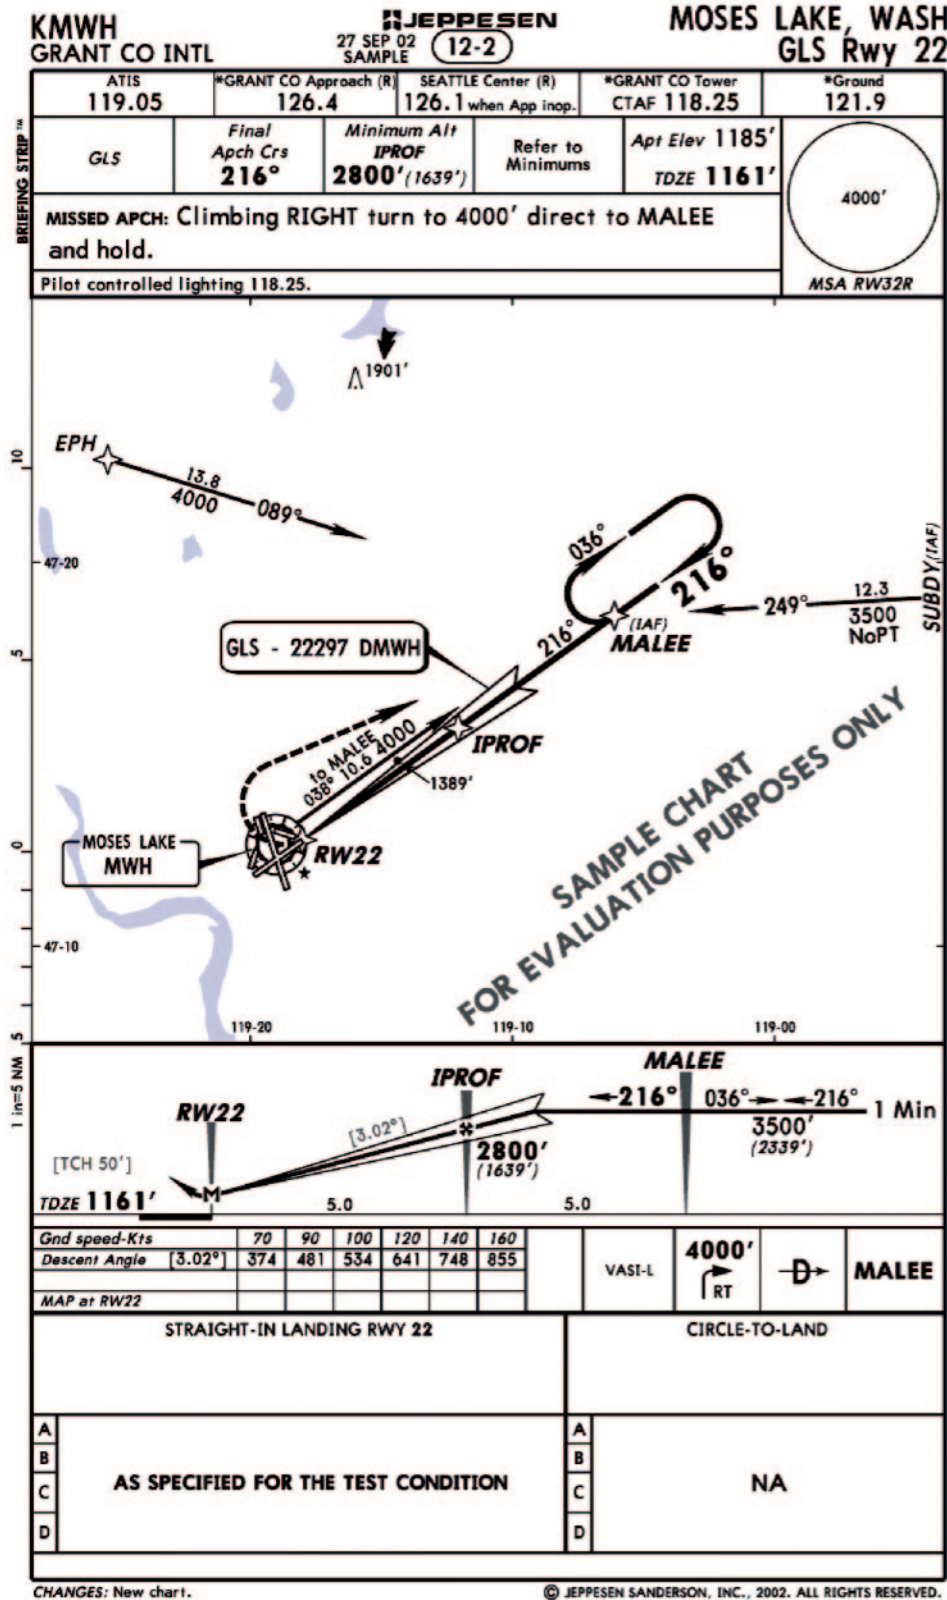 KMWH
GRANT CO INTL
JEPPESEN
27 SEP 02
SAMPLE
12-2
MOSES LAKE, WASH
GLS Rwy 22
BRIEFING STRIP ™
ATIS
119.05
*GRANT CO Approach (R)
126.4
SEATTLE Center (R)
126.1 when App inop.
*GRANT CO Tower
CTAF 118.25
*Ground
121.9
GLS
Final
Apch Crs
216°
Minimum Alt
IPROF
2800' (1639')
Refer to
Minimums
Apt Elev 1185'
TDZE 1161'
4000'
MSA RW32R
MISSED APCH: Climbing RIGHT turn to 4000' direct to MALEE
and hold.
Pilot controlled lighting 118.25.
1901'
EPH
13.8
4000
089°
10
47-20
036°
216°
SUBDY (IAF)
12.3
249°
3500
NoPT
(IAF)
MALEE
216°
GLS - 22297 DMWH
5
IPROF
to MALEE
038° 10.6 4000
1389'
SAMPLE CHART
FOR EVALUATION PURPOSES ONLY
0
MOSES LAKE
MWH
RW22
47-10
119-20
119-10
119-00
5
1 in=5 NM
RW22
IPROF
MALEE
216°
036°
216°
1 Min
3500'
(2339')
[3.02°]
2800'
(1639')
[TCH 50']
M
TDZE 1161'
5.0
5.0
Gnd speed-Kts 70 90 100 120 140 160
Descent Angle [3.02°] 374 481 534 641 748 855
MAP at RW22
VASI-L
4000'
RT
D
MALEE
STRAIGHT-IN LANDING RWY 22
CIRCLE-TO-LAND
A
B
C
D
AS SPECIFIED FOR THE TEST CONDITION
A
B
C
D
NA
CHANGES: New chart.
© JEPPESEN SANDERSON, INC., 2002. ALL RIGHTS RESERVED.